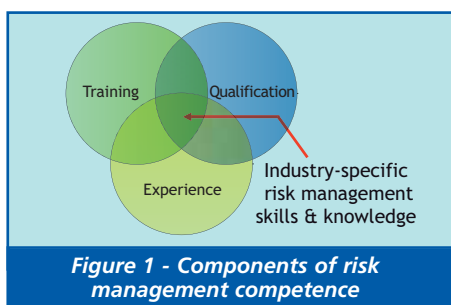 Training
Qualification
Experience
Industry-specific
risk management
skills & knowledge
Figure 1 - Components of risk
management competence